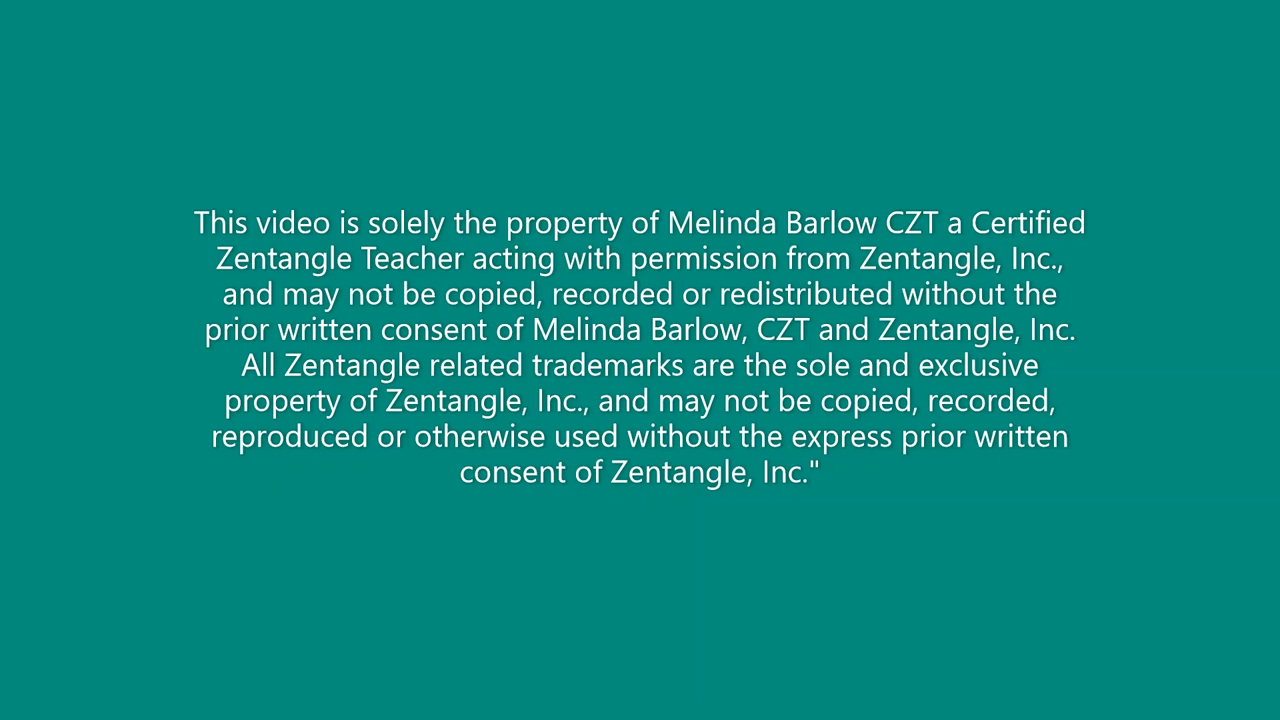 This video is solely the property of Melinda Barlow CZT a Certified
Zentangle Teacher acting with permission from Zentangle, Inc.,
and may not be copied, recorded or redistributed without the
prior written consent of Melinda Barlow, CZT and Zentangle, Inc.
All Zentangle related trademarks are the sole and exclusive
property of Zentangle, Inc., and may not be copied, recorded,
reproduced or otherwise used without the express prior written
consent of Zentangle, Inc."